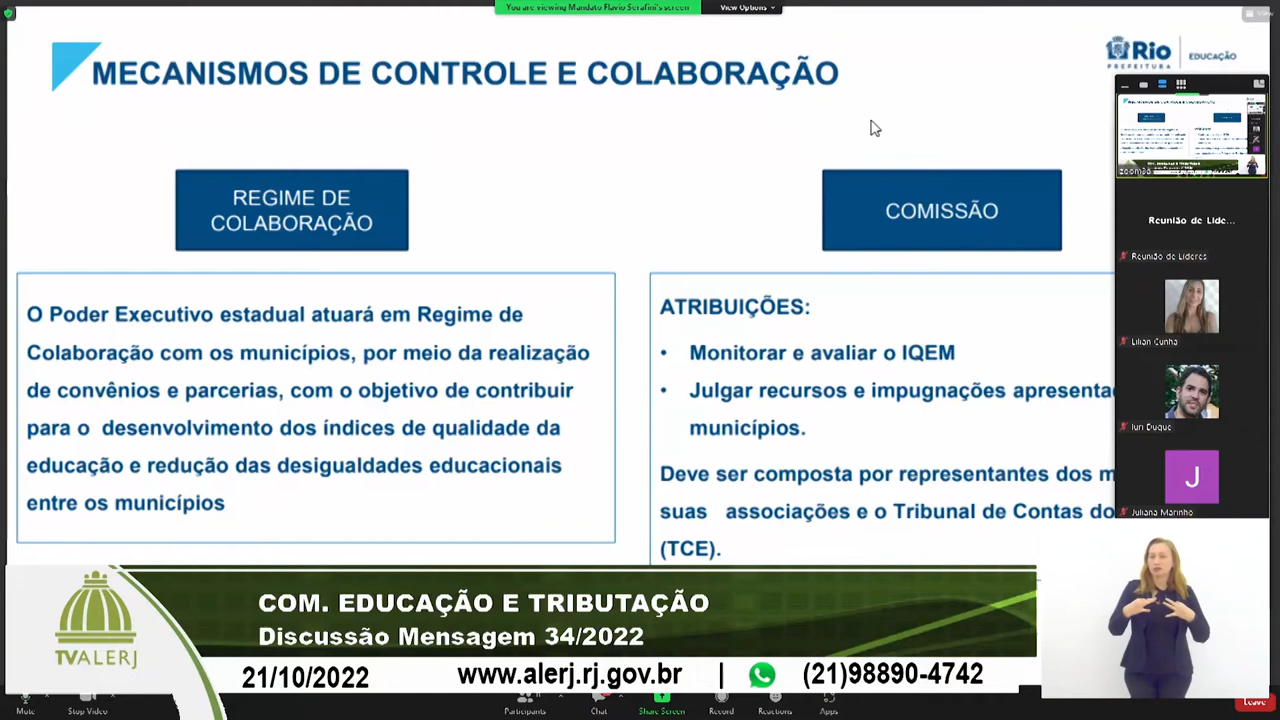 You are viewing Mandato Flavio Serafini's screen
View Options
View
MECANISMOS DE CONTROLE E COLABORAÇÃO
Rio
PREFEITURA
EDUCAÇÃO
REGIME DE
COLABORAÇÃO
COMISSÃO
O Poder Executivo estadual atuará em Regime de
Colaboração com os municípios, por meio da realização
de convênios e parcerias, com o objetivo de contribuir
para o desenvolvimento dos índices de qualidade da
educação e redução das desigualdades educacionais
entre os municípios
ATRIBUIÇÕES:
• Monitorar e avaliar o IQEM
• Julgar recursos e impugnações apresenta
municípios.
Deve ser composta por representantes dos m
suas associações e o Tribunal de Contas do
(TCE).
Reunião de Lide...
Reunião de Lideres
Lilian Cunha
Iuri Duque
J
Juliana Marinho
COM. EDUCAÇÃO E TRIBUTAÇÃO
Discussão Mensagem 34/2022
TVALERJ
21/10/2022
www.alerj.rj.gov.br | (21)98890-4742
Mute
Stop Video
Participants
Chat
Share Screen
Record
Reactions
Apps
Leave